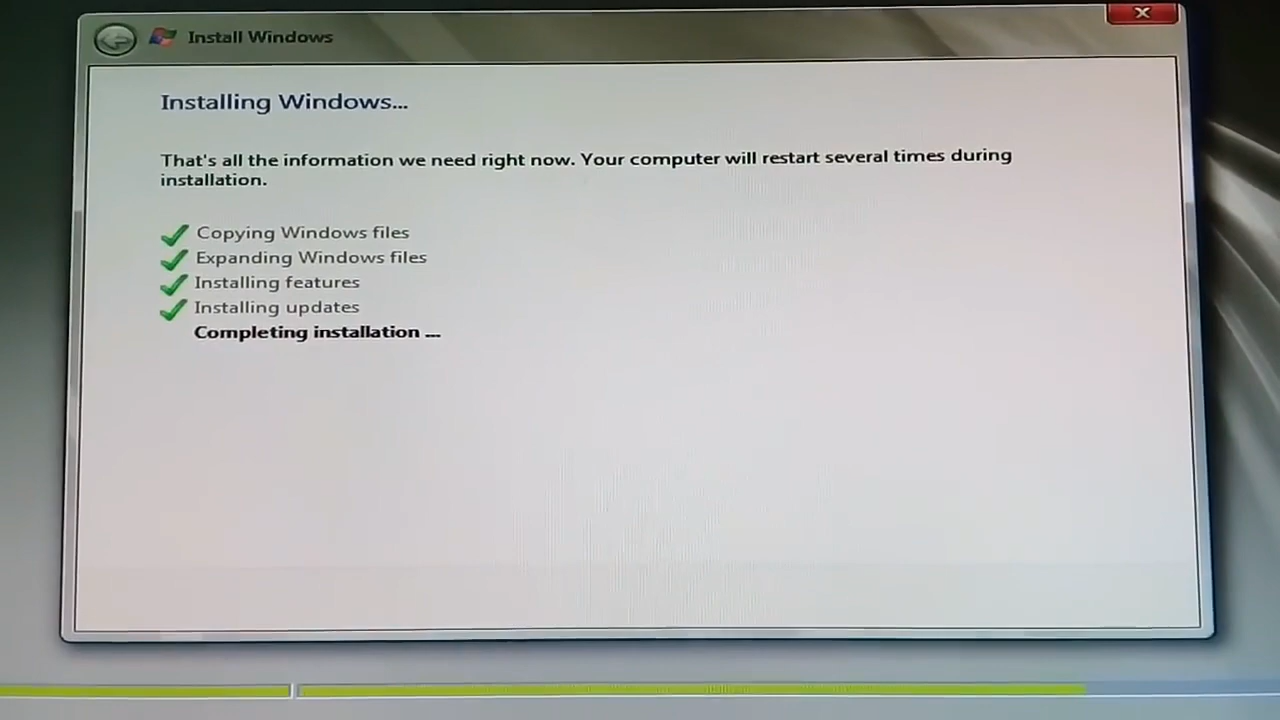 Install Windows
Installing Windows...
That's all the information we need right now. Your computer will restart several times during
installation.
Copying Windows files
Expanding Windows files
Installing features
Installing updates
Completing installation ...